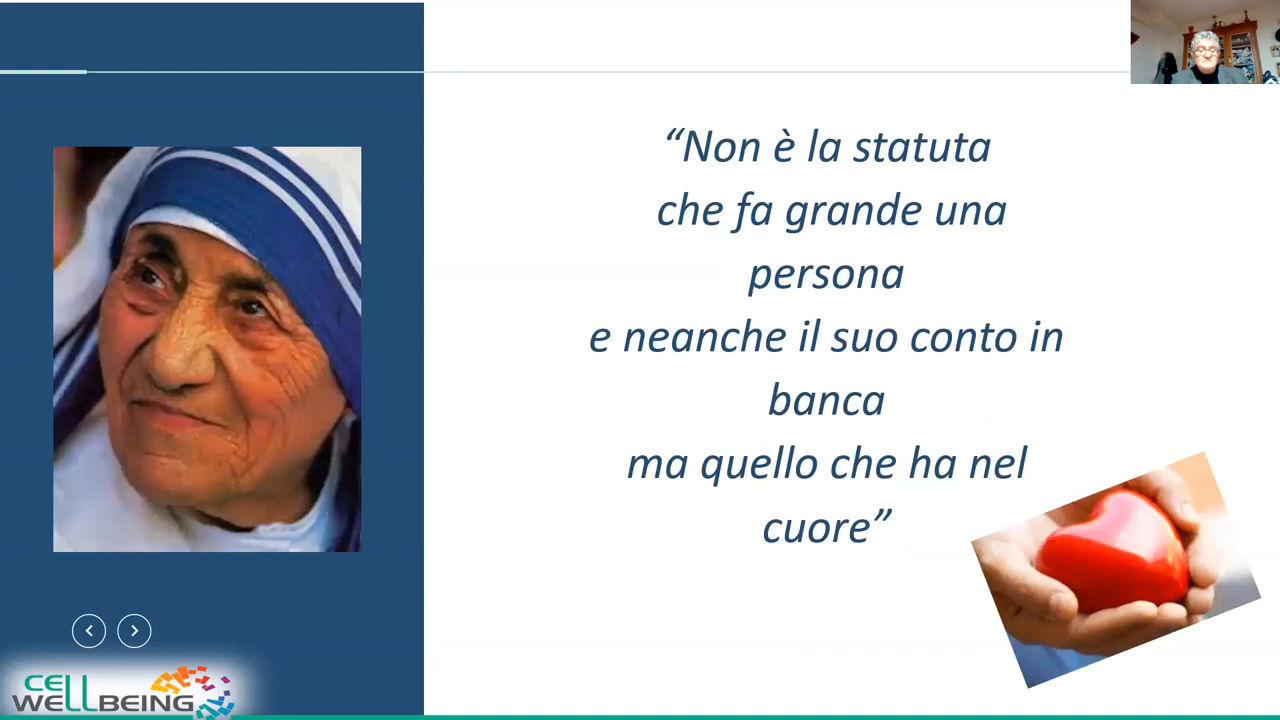 “Non è la statuta
che fa grande una
persona
e neanche il suo conto in
banca
ma quello che ha nel
cuore”
CELLBEING
WELLBEING